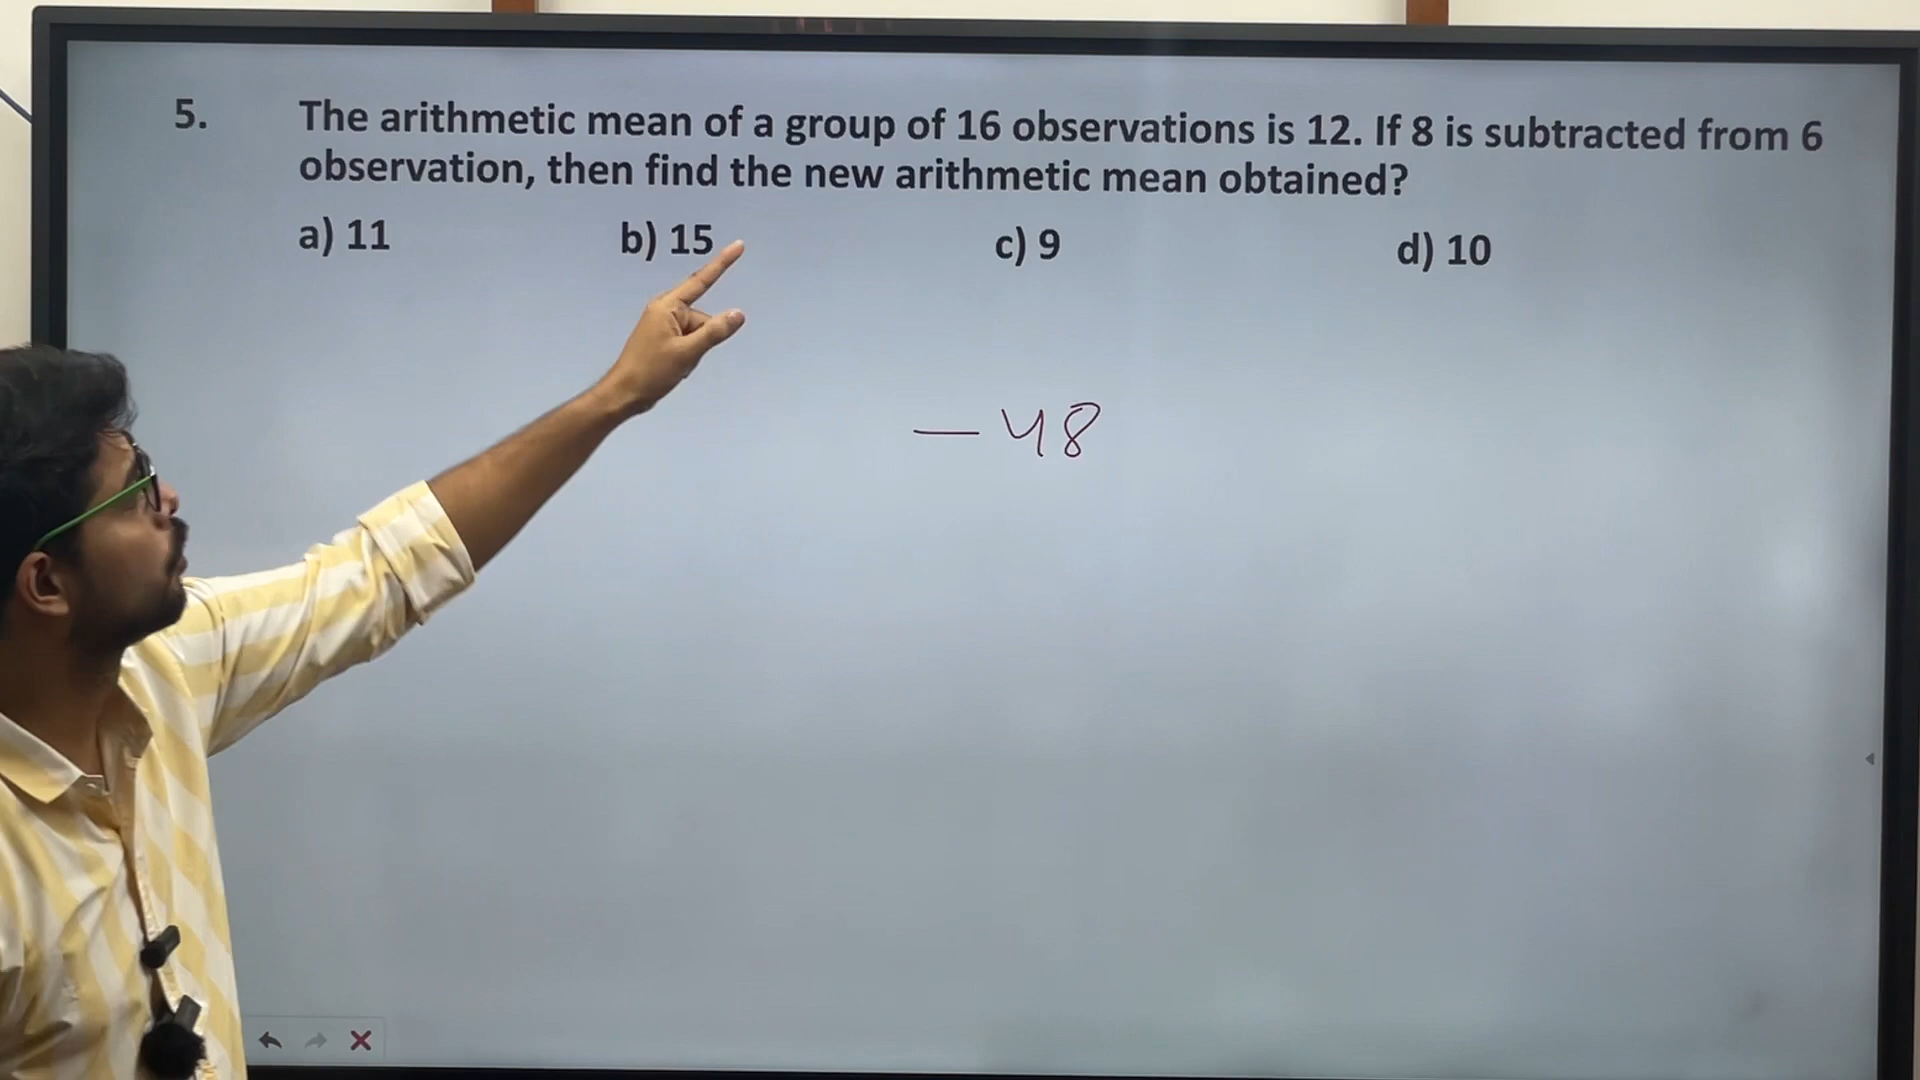 5. The arithmetic mean of a group of 16 observations is 12. If 8 is subtracted from 6
observation, then find the new arithmetic mean obtained?
a) 11 b) 15 c) 9 d) 10
— 48